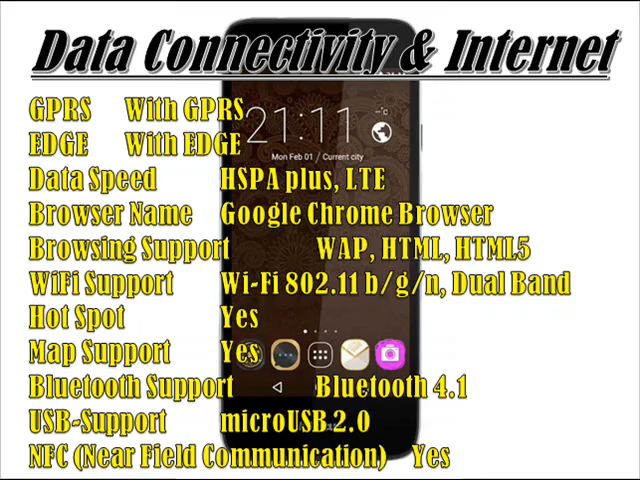 Data Connectivity & Internet
GPRS With GPRS
EDGE With EDGE
Data Speed HSPA plus, LTE
Browser Name Google Chrome Browser
Browsing Support WAP, HTML, HTML5
WiFi Support Wi-Fi 802.11 b/g/n, Dual Band
Hot Spot Yes
Map Support Yes
Bluetooth Support Bluetooth 4.1
USB-Support microUSB 2.0
NFC (Near Field Communication) Yes
21:11
Mon Feb 01 / Current city